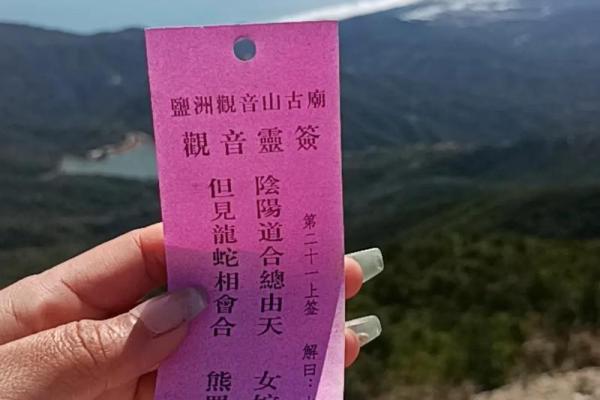 鹽洲觀音山古廟
觀音靈簽
第二十一上簽 解曰：
陰陽道合總由天 女
但見龍蛇相會合 熊